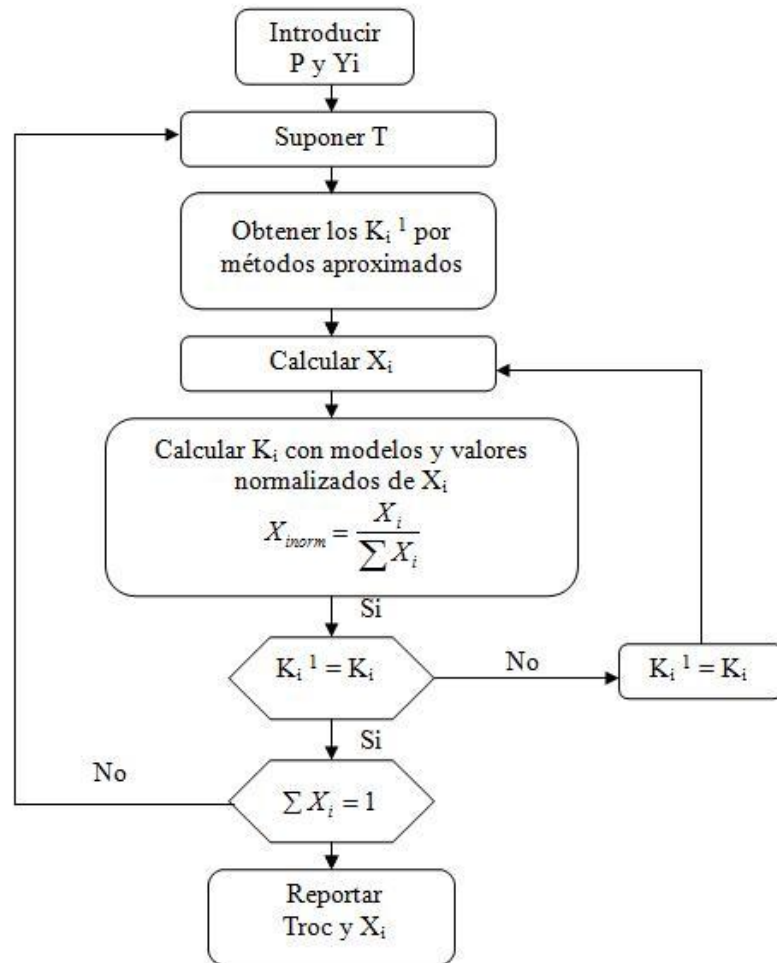 Introducir
P y Yi
Suponer T
Obtener los Kᵢ ¹ por
métodos aproximados
Calcular Xᵢ
Calcular Kᵢ con modelos y valores
normalizados de Xᵢ
X_inorm = Xᵢ / ∑ Xᵢ
Si
Kᵢ ¹ = Kᵢ
No
Kᵢ ¹ = Kᵢ
Si
No
∑ Xᵢ = 1
Reportar
Troc y Xᵢ